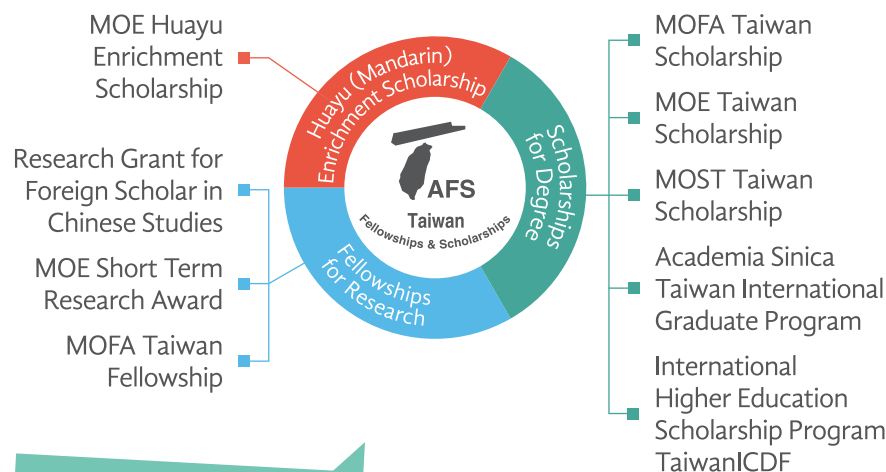 MOE Huayu
Enrichment
Scholarship
Research Grant for
Foreign Scholar in
Chinese Studies
MOE Short Term
Research Award
MOFA Taiwan
Fellowship
Huayu (Mandarin)
Enrichment Scholarship
Scholarships
for Degree
Fellowships
for Research
AFS
Taiwan
Fellowships & Scholarships
MOFA Taiwan
Scholarship
MOE Taiwan
Scholarship
MOST Taiwan
Scholarship
Academia Sinica
Taiwan International
Graduate Program
International
Higher Education
Scholarship Program
TaiwanICDF